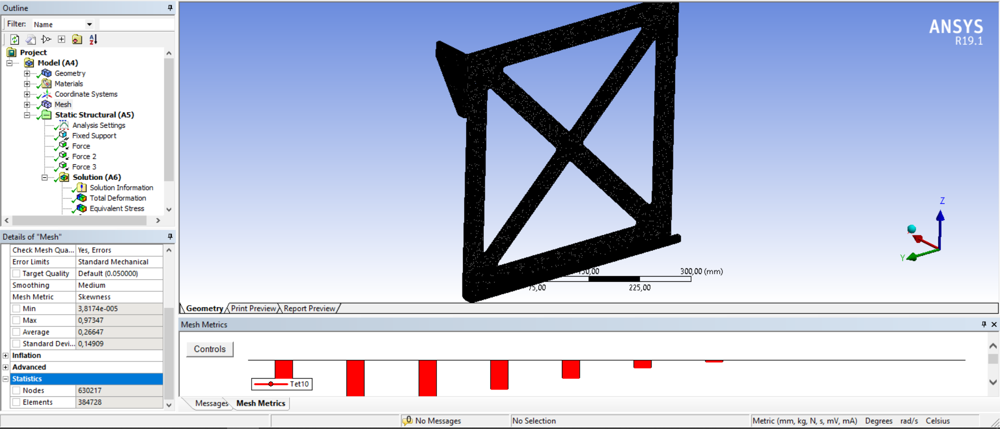 Outline
Filter: Name
Project
Model (A4)
Geometry
Materials
Coordinate Systems
Mesh
Static Structural (A5)
Analysis Settings
Fixed Support
Force
Force 2
Force 3
Solution (A6)
Solution Information
Total Deformation
Equivalent Stress
Details of "Mesh"
Check Mesh Qua... Yes, Errors
Error Limits Standard Mechanical
Target Quality Default (0.050000)
Smoothing Medium
Mesh Metric Skewness
Min 3,8174e-005
Max 0,97347
Average 0,26647
Standard Devi... 0,14909
Inflation
Advanced
Statistics
Nodes 630217
Elements 384728
ANSYS
R19.1
Z
Y
300,00 (mm)
75,00 225,00
Geometry Print Preview Report Preview
Mesh Metrics
Controls
Tet10
Messages Mesh Metrics
No Messages No Selection Metric (mm, kg, N, s, mV, mA) Degrees rad/s Celsius